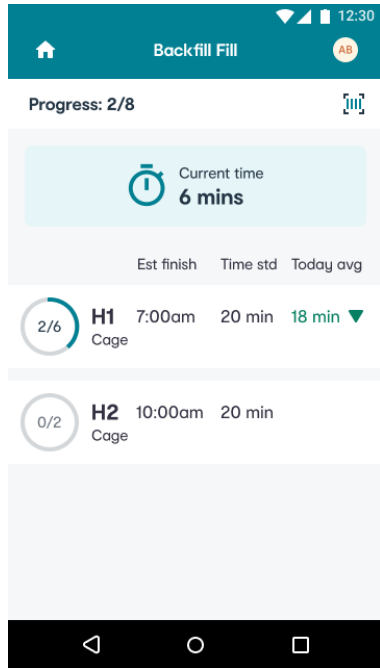 12:30
Backfill Fill
AB
Progress: 2/8
Current time
6 mins
Est finish Time std Today avg
2/6 H1 7:00am 20 min 18 min ▼
Cage
0/2 H2 10:00am 20 min
Cage